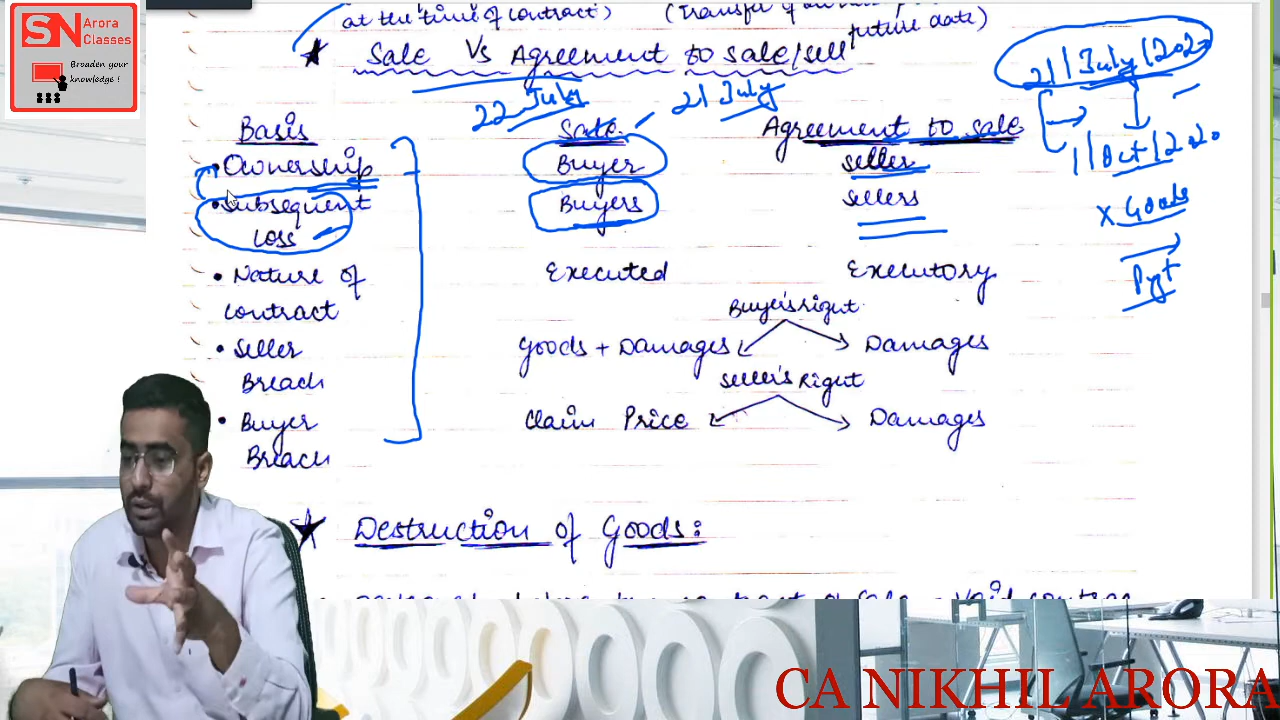 SN Arora
Classes
Broaden your
knowledge !
at the time of contract) (Transfer of
future date)
★ Sale Vs Agreement to sale/sell
21/July/2020
22 July 21 July
Basis Sale Agreement to sale
1/Oct/2020
• Ownership Buyer seller
• Subsequent Buyers Sellers
Loss
x Goods
• Nature of Executed Executory
Contract
Pyt
Buyer's right
• Seller Goods + Damages Damages
Breach
Seller's Right
• Buyer Claim Price Damages
Breach
★ Destruction of Goods:
CA NIKHIL ARORA